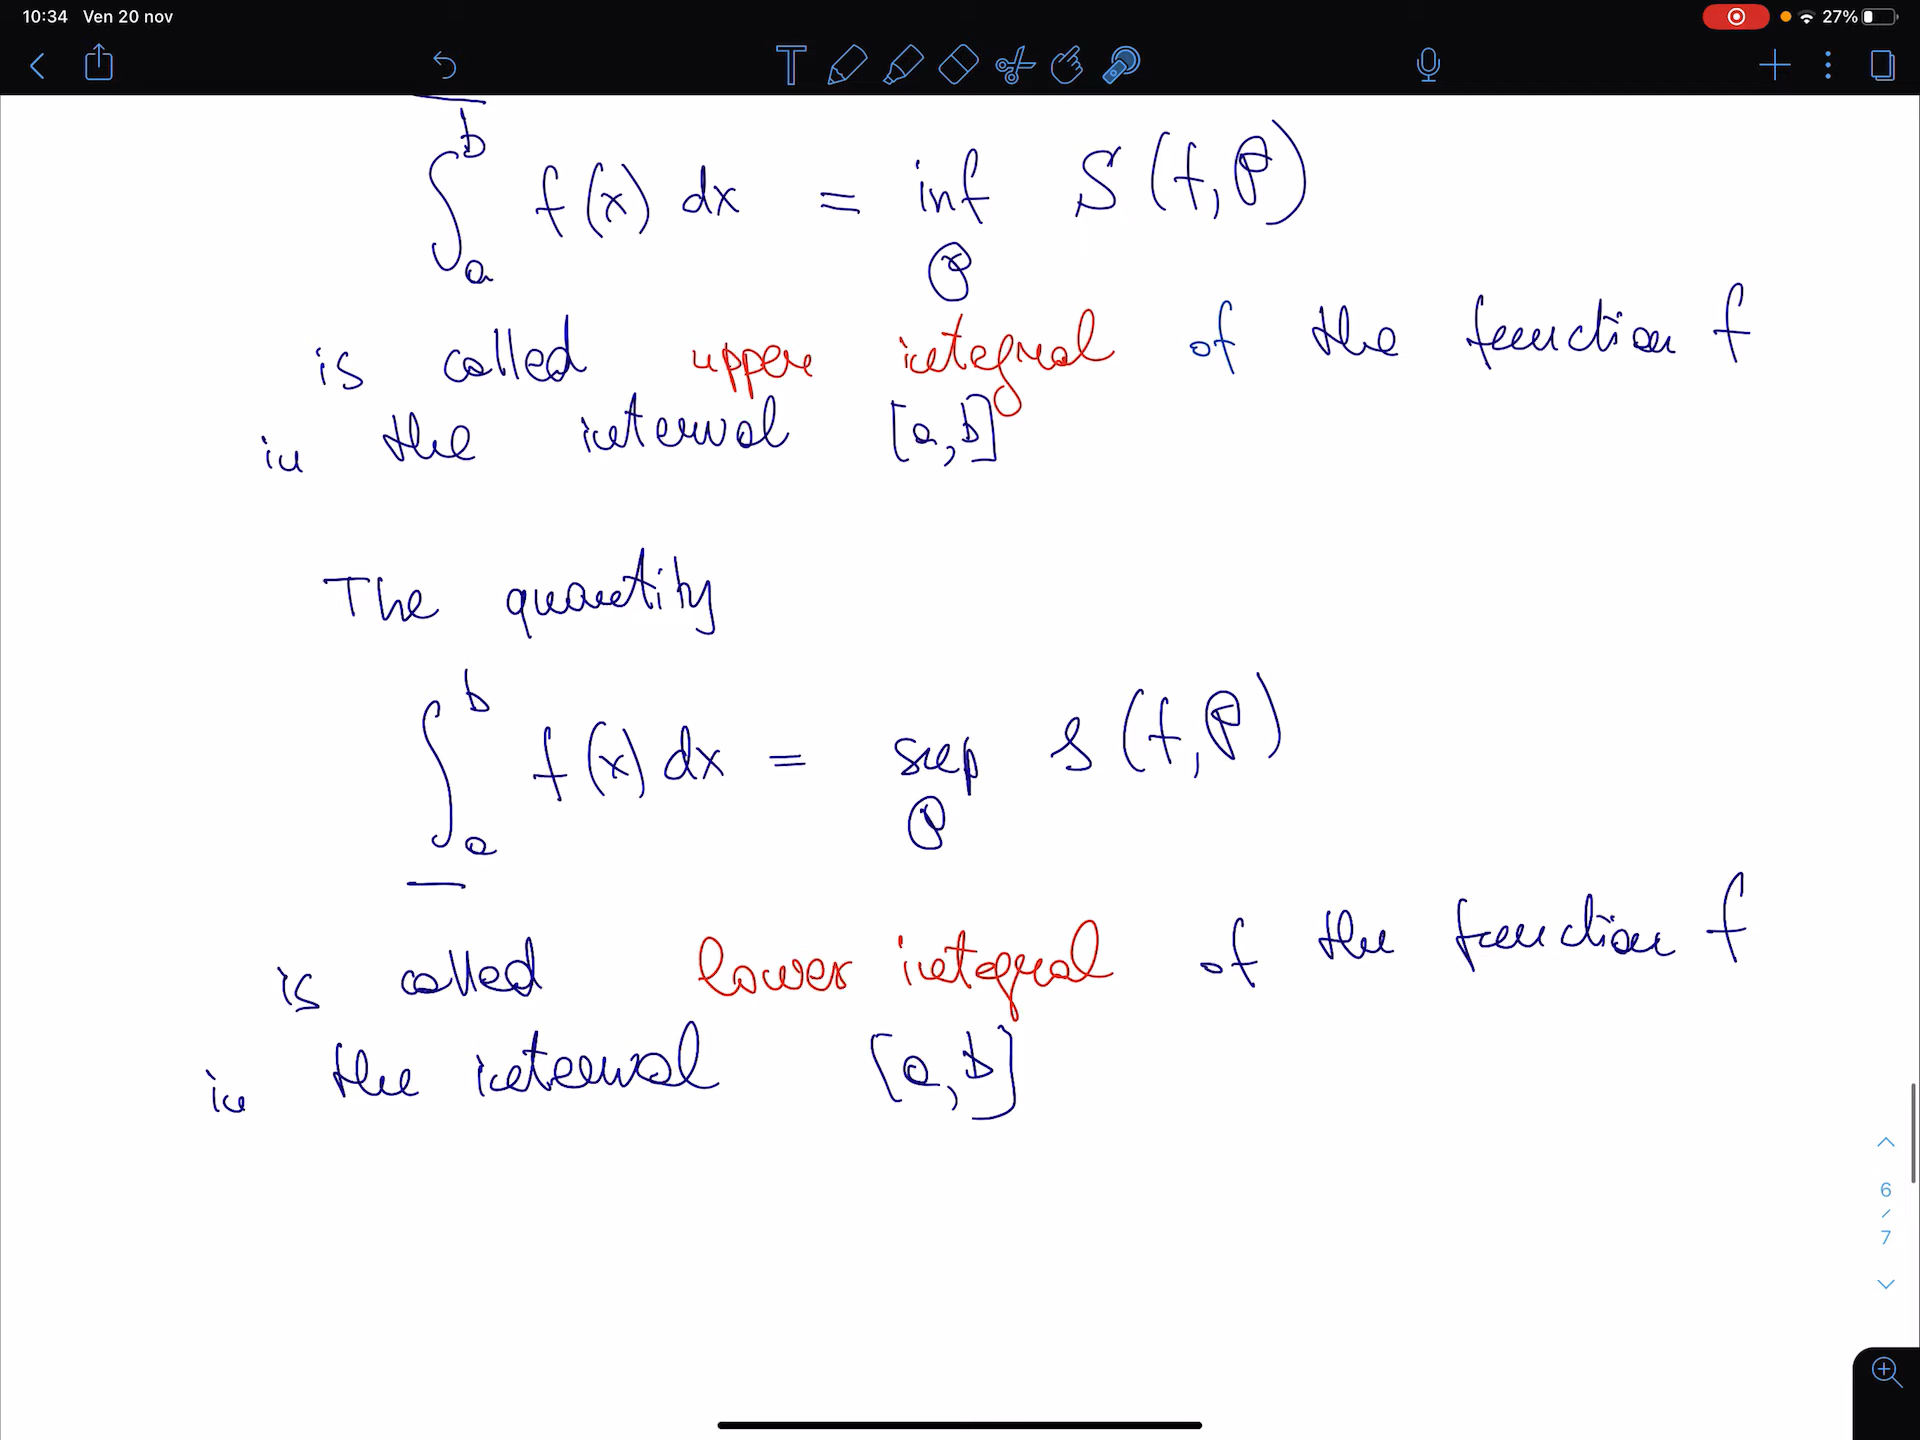 10:34 Ven 20 nov 27%
∫_a^b f(x) dx = inf_P S(f,P)
is called upper integral of the function f
in the interval [a,b]
The quantity
∫_a^b f(x) dx = sup_P s(f,P)
is called lower integral of the function f
in the interval [a,b]
6
/
7